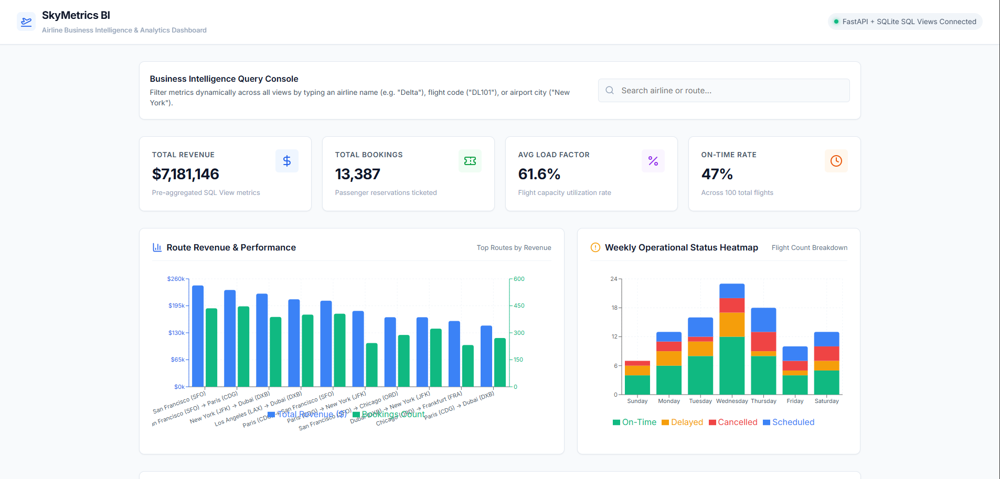 SkyMetrics BI
Airline Business Intelligence & Analytics Dashboard
FastAPI + SQLite SQL Views Connected
Business Intelligence Query Console
Filter metrics dynamically across all views by typing an airline name (e.g. "Delta"), flight code ("DL101"), or airport city ("New
York").
Search airline or route...
TOTAL REVENUE
$7,181,146
Pre-aggregated SQL View metrics
TOTAL BOOKINGS
13,387
Passenger reservations ticketed
AVG LOAD FACTOR
61.6%
Flight capacity utilization rate
ON-TIME RATE
47%
Across 100 total flights
Route Revenue & Performance
Top Routes by Revenue
$260k
$195k
$130k
$65k
$0k
600
450
300
150
0
San Francisco (SFO)
Francisco (SFO) → Paris (CDG)
New York (JFK) → Dubai (DXB)
Los Angeles (LAX) → Dubai (DXB)
Paris (CDG) → San Francisco (SFO)
Paris (CDG) → New York (JFK)
San Francisco (SFO) → Chicago (ORD)
Dubai (DXB) → New York (JFK)
Chicago (ORD) → Frankfurt (FRA)
Paris (CDG) → Dubai (DXB)
Total Revenue ($)
Bookings Count
Weekly Operational Status Heatmap
Flight Count Breakdown
24
18
12
6
0
Sunday
Monday
Tuesday
Wednesday
Thursday
Friday
Saturday
On-Time
Delayed
Cancelled
Scheduled